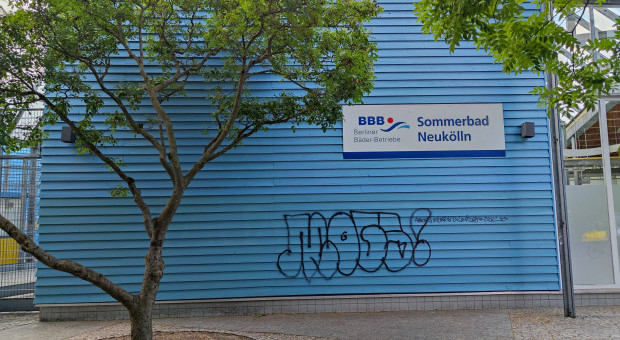 BBB
Berliner
Bäder-Betriebe
Sommerbad
Neukölln